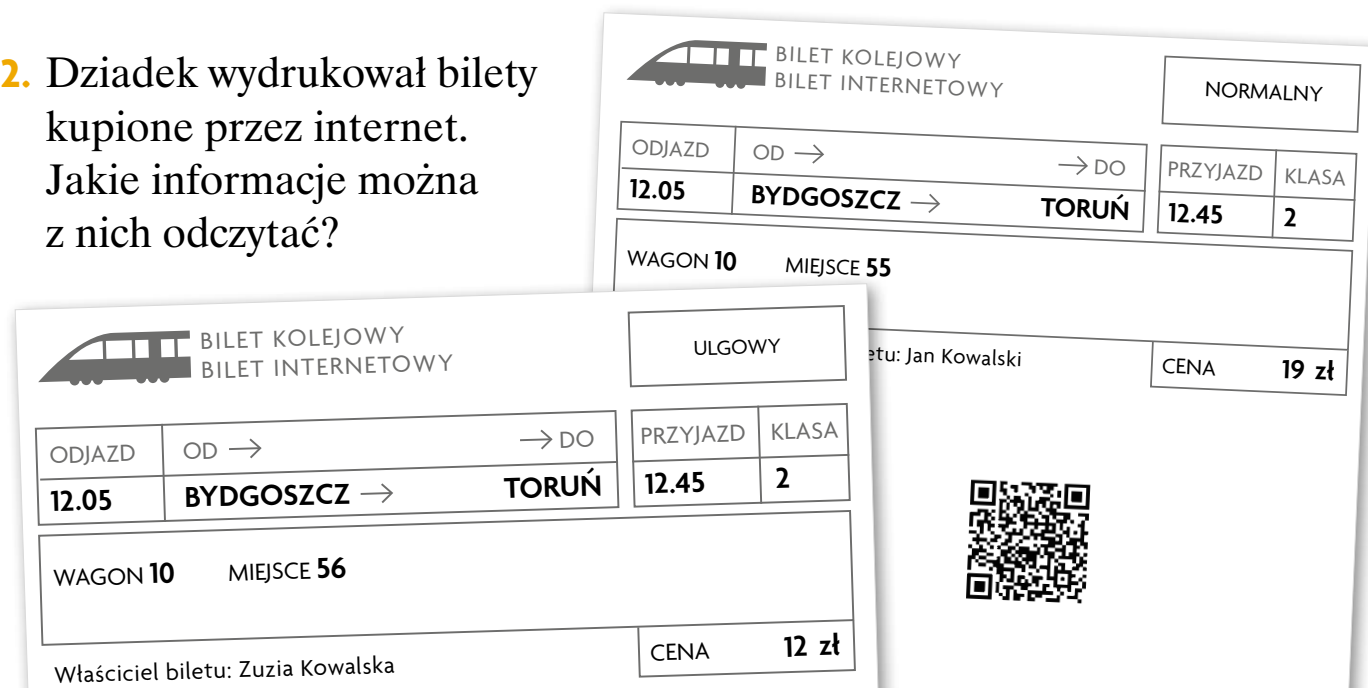 2. Dziadek wydrukował bilety
kupione przez internet.
Jakie informacje można
z nich odczytać?
BILET KOLEJOWY
BILET INTERNETOWY
NORMALNY
ODJAZD OD → → DO PRZYJAZD KLASA
12.05 BYDGOSZCZ → TORUŃ 12.45 2
WAGON 10 MIEJSCE 55
etu: Jan Kowalski
CENA 19 zł
BILET KOLEJOWY
BILET INTERNETOWY
ULGOWY
ODJAZD OD → → DO PRZYJAZD KLASA
12.05 BYDGOSZCZ → TORUŃ 12.45 2
WAGON 10 MIEJSCE 56
CENA 12 zł
Właściciel biletu: Zuzia Kowalska